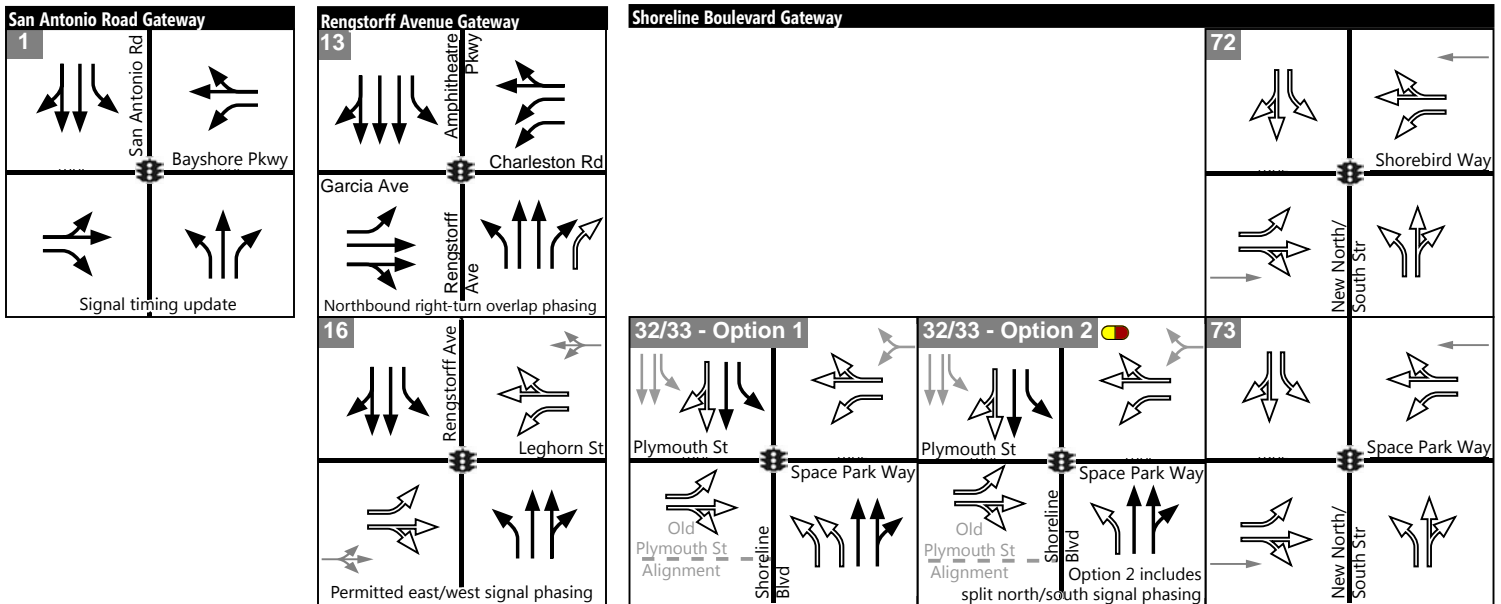 San Antonio Road Gateway
1
San Antonio Rd
Bayshore Pkwy
Signal timing update
Rengstorff Avenue Gateway
13
Amphitheatre
Pkwy
Charleston Rd
Garcia Ave
Rengstorff
Ave
Northbound right-turn overlap phasing
16
Rengstorff Ave
Leghorn St
Permitted east/west signal phasing
Shoreline Boulevard Gateway
72
Shorebird Way
New North/
South Str
32/33 - Option 1
Plymouth St
Space Park Way
Old
Plymouth St
Alignment
Shoreline
Blvd
32/33 - Option 2
Plymouth St
Space Park Way
Old
Plymouth St
Alignment
Shoreline
Blvd
Option 2 includes
split north/south signal phasing
73
Space Park Way
New North/
South Str